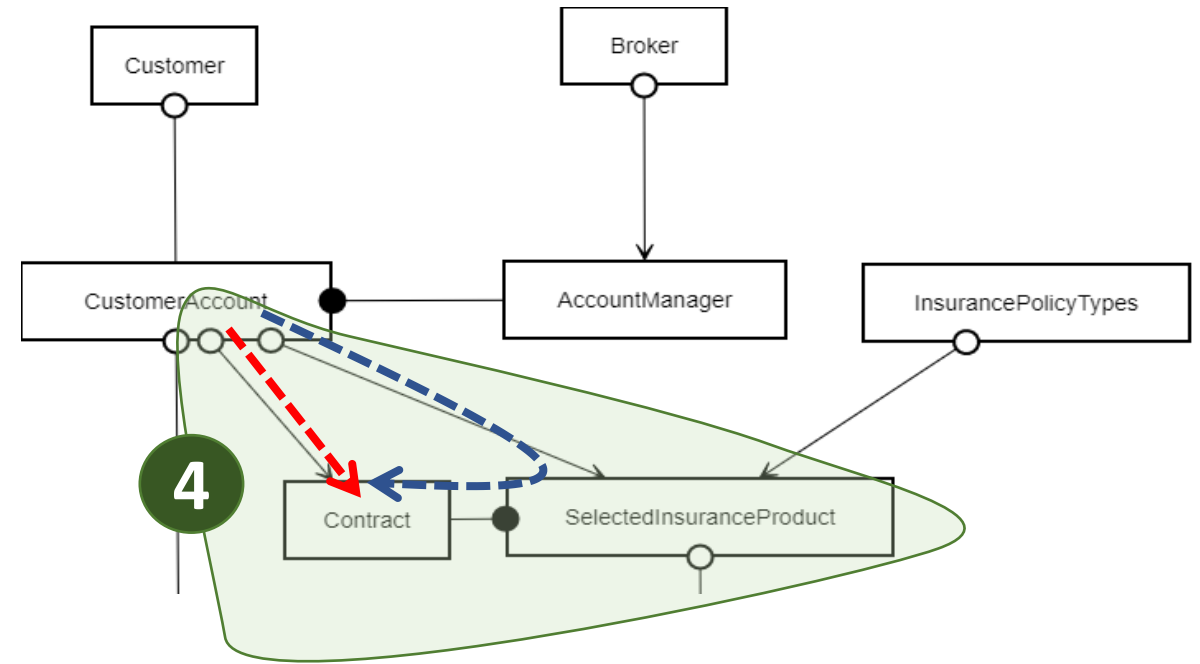 Broker
Customer
CustomerAccount
AccountManager
InsurancePolicyTypes
4
Contract
SelectedInsuranceProduct